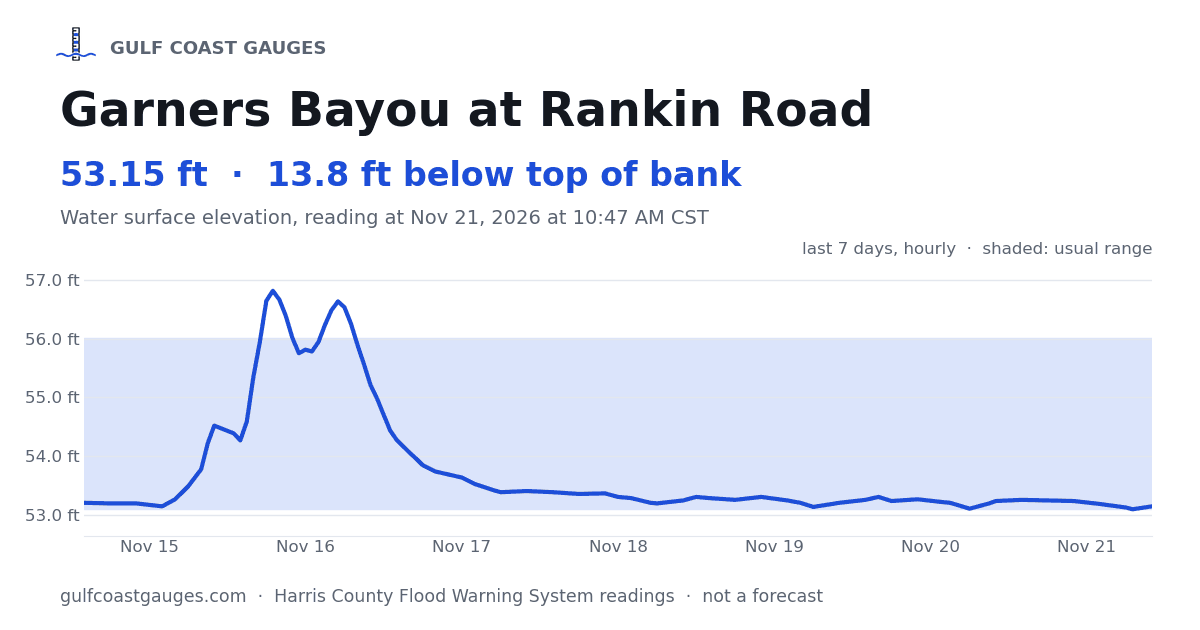 GULF COAST GAUGES
Garners Bayou at Rankin Road
53.15 ft · 13.8 ft below top of bank
Water surface elevation, reading at Nov 21, 2026 at 10:47 AM CST
last 7 days, hourly · shaded: usual range
57.0 ft
56.0 ft
55.0 ft
54.0 ft
53.0 ft
Nov 15 Nov 16 Nov 17 Nov 18 Nov 19 Nov 20 Nov 21
gulfcoastgauges.com · Harris County Flood Warning System readings · not a forecast